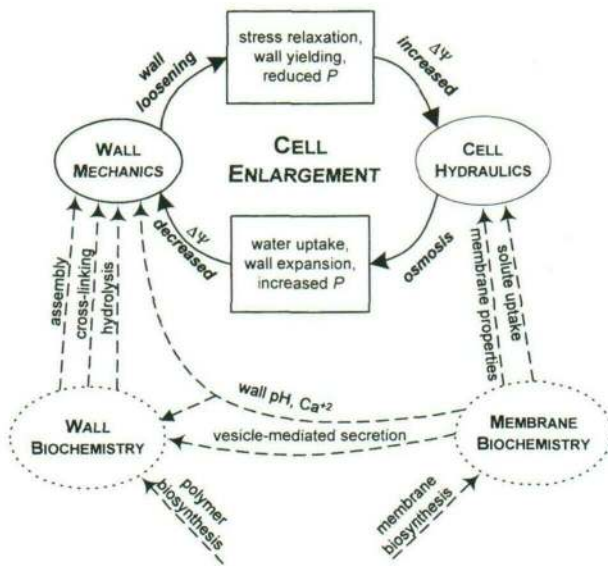 stress relaxation,
wall yielding,
reduced P
wall
loosening
ΔΨ
increased
WALL
MECHANICS
CELL
ENLARGEMENT
CELL
HYDRAULICS
water uptake,
wall expansion,
increased P
ΔΨ
decreased
osmosis
assembly
cross-linking
hydrolysis
membrane properties
solute uptake
wall pH, Ca+2
WALL
BIOCHEMISTRY
vesicle-mediated secretion
MEMBRANE
BIOCHEMISTRY
polymer
biosynthesis
membrane
biosynthesis